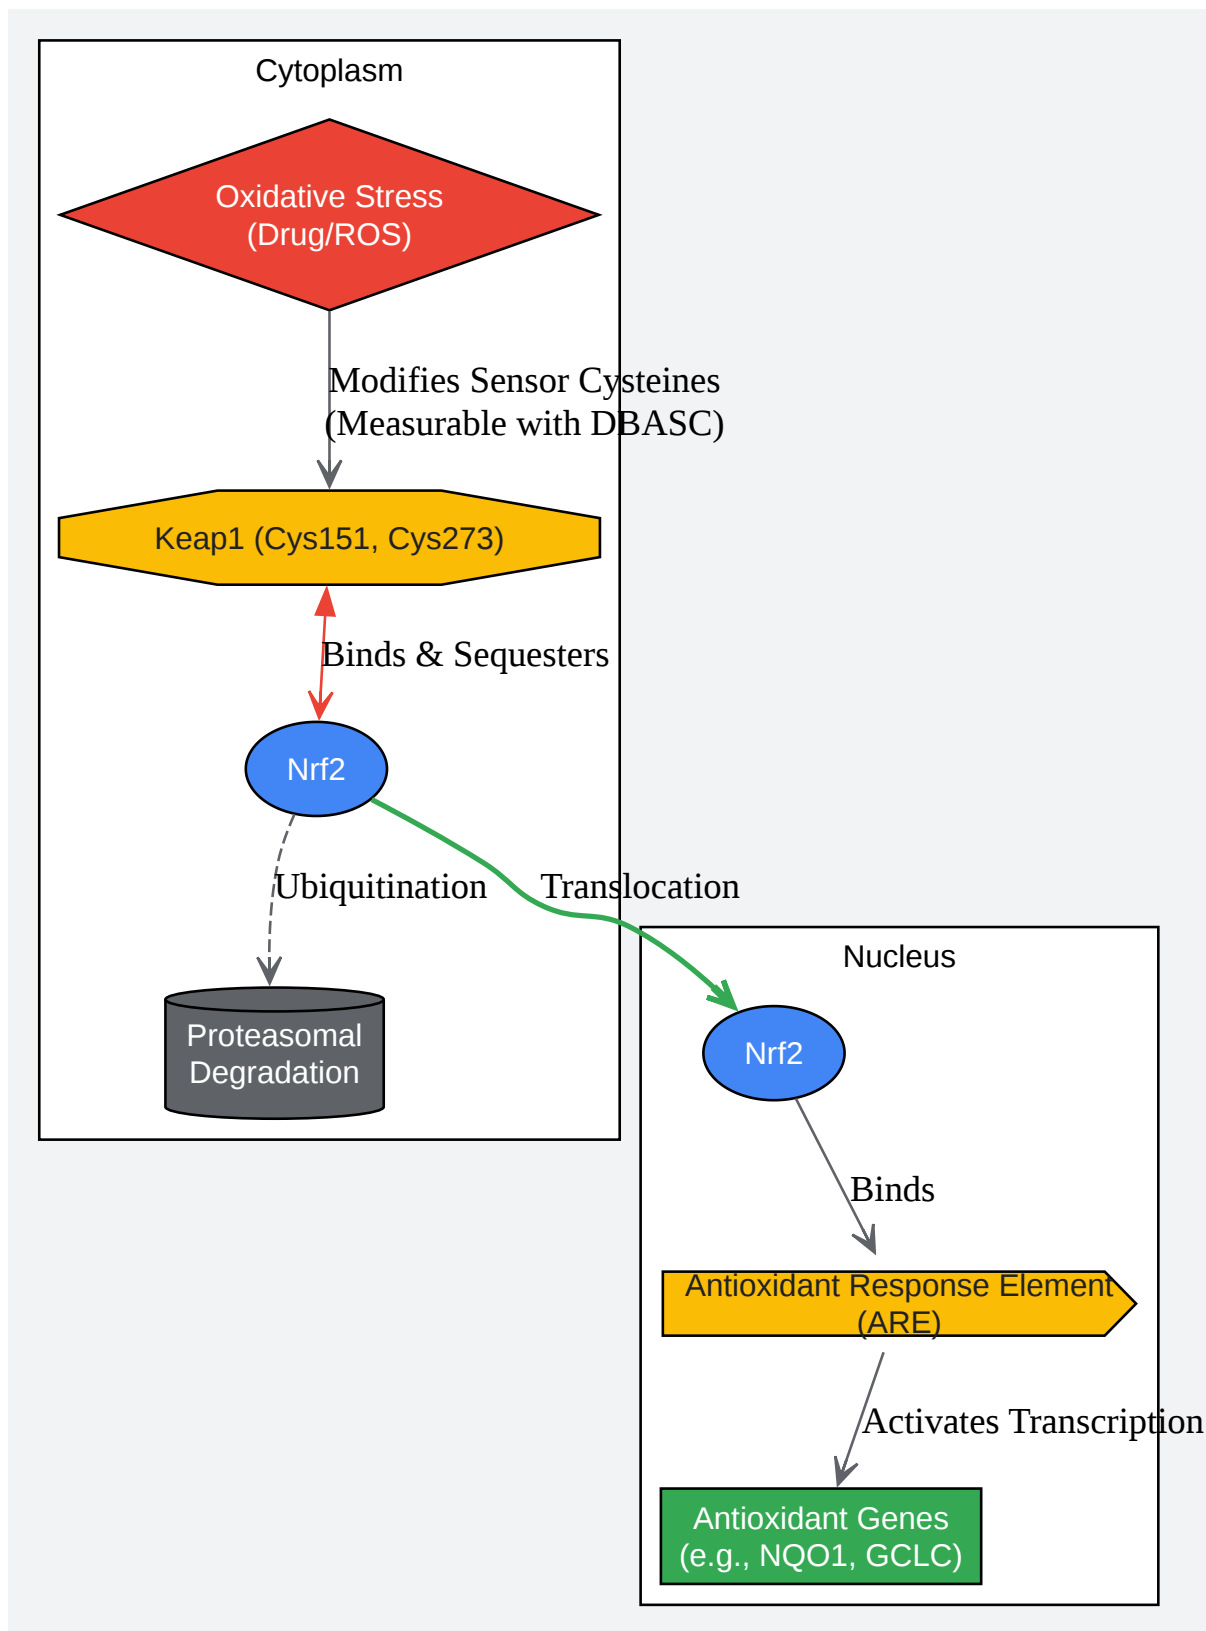 Cytoplasm
Oxidative Stress
(Drug/ROS)
Modifies Sensor Cysteines
(Measurable with DBASC)
Keap1 (Cys151, Cys273)
Binds & Sequesters
Nrf2
Ubiquitination
Translocation
Proteasomal
Degradation
Nucleus
Nrf2
Binds
Antioxidant Response Element
(ARE)
Activates Transcription
Antioxidant Genes
(e.g., NQO1, GCLC)